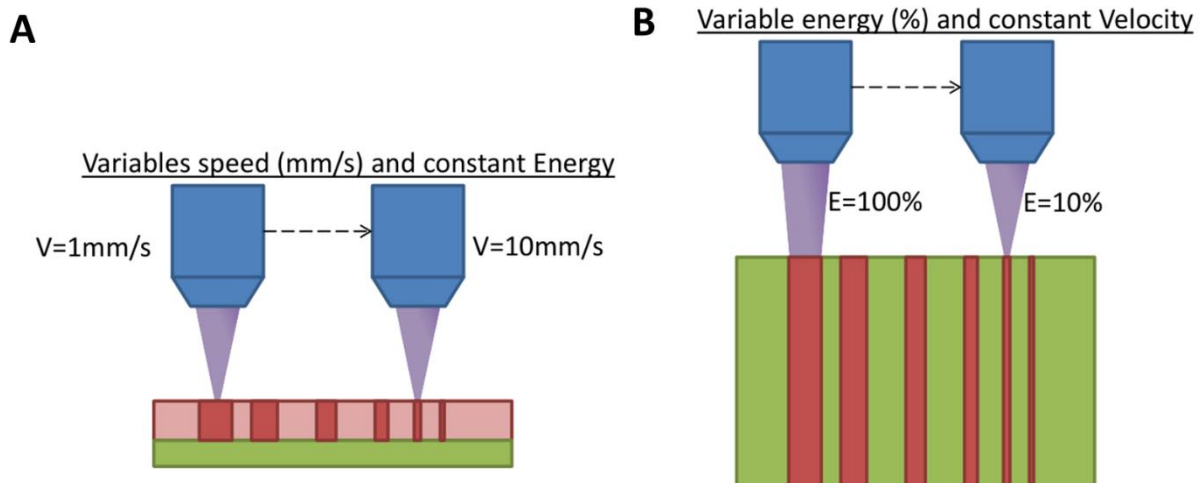 A
Variables speed (mm/s) and constant Energy
V=1mm/s
V=10mm/s
B
Variable energy (%) and constant Velocity
E=100%
E=10%